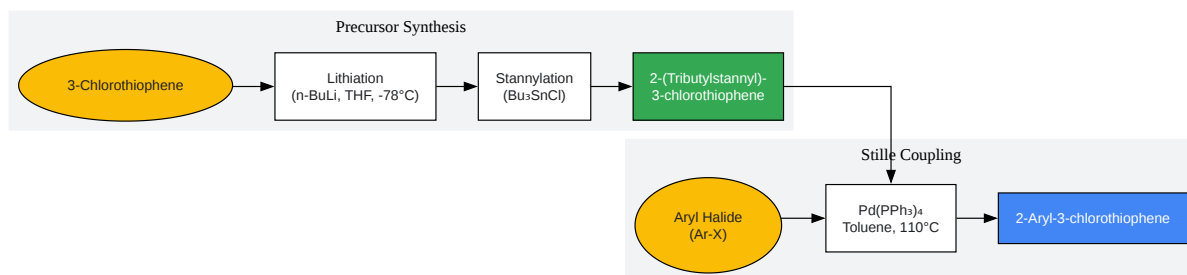 Precursor Synthesis
3-Chlorothiophene
Lithiation
(n-BuLi, THF, -78°C)
Stannylation
(Bu₃SnCl)
2-(Tributylstannyl)-
3-chlorothiophene
Stille Coupling
Aryl Halide
(Ar-X)
Pd(PPh₃)₄
Toluene, 110°C
2-Aryl-3-chlorothiophene